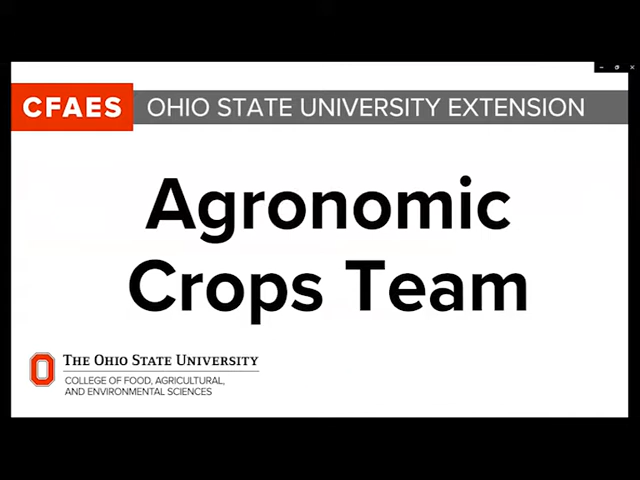 CFAES OHIO STATE UNIVERSITY EXTENSION
Agronomic
Crops Team
THE OHIO STATE UNIVERSITY
COLLEGE OF FOOD, AGRICULTURAL,
AND ENVIRONMENTAL SCIENCES